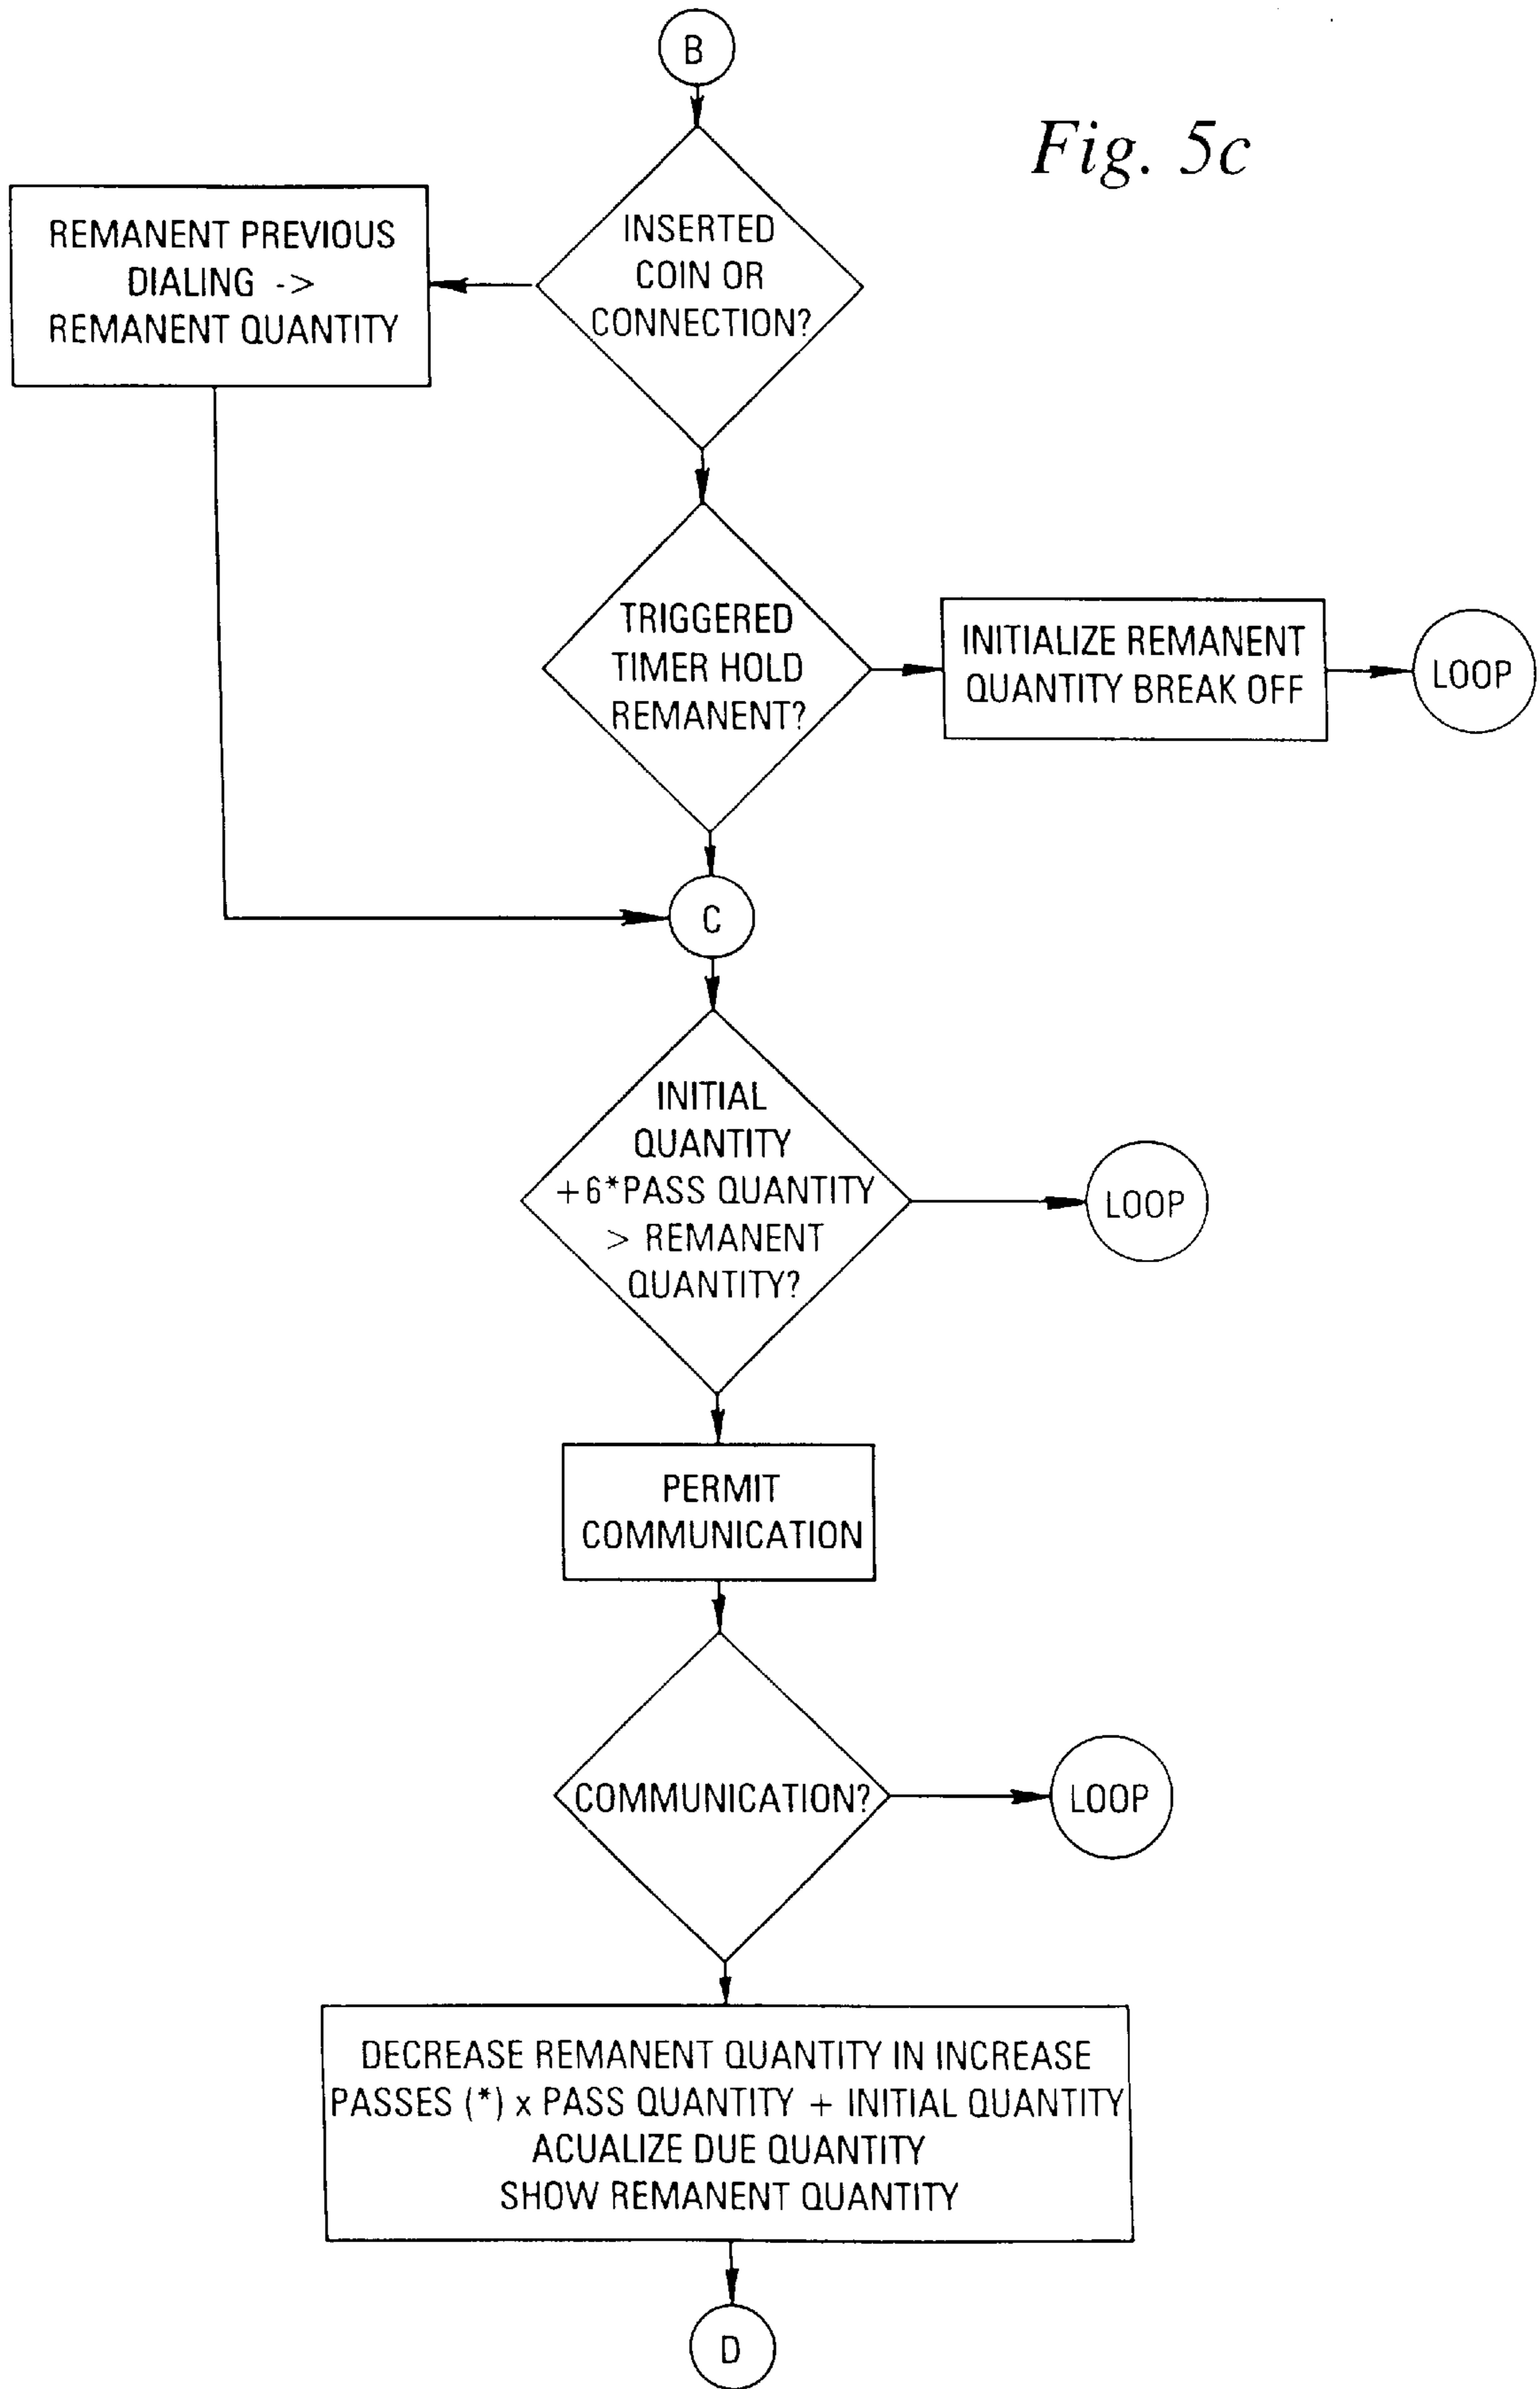 B
Fig. 5c
INSERTED
COIN OR
CONNECTION?
REMANENT PREVIOUS
DIALING ->
REMANENT QUANTITY
TRIGGERED
TIMER HOLD
REMANENT?
INITIALIZE REMANENT
QUANTITY BREAK OFF
LOOP
C
INITIAL
QUANTITY
+6*PASS QUANTITY
> REMANENT
QUANTITY?
LOOP
PERMIT
COMMUNICATION
COMMUNICATION?
LOOP
DECREASE REMANENT QUANTITY IN INCREASE
PASSES (*) x PASS QUANTITY + INITIAL QUANTITY
ACUALIZE DUE QUANTITY
SHOW REMANENT QUANTITY
D